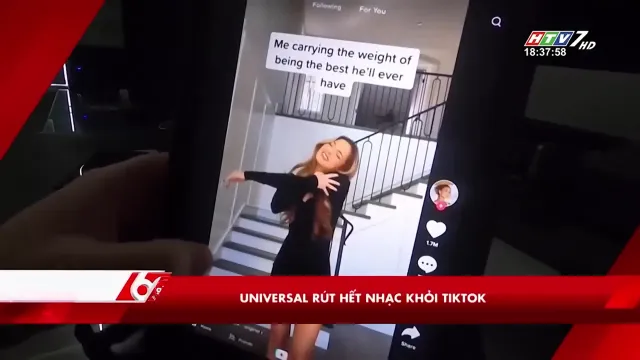 Following For You
HTV7 HD
18:37:58
Me carrying the weight of
being the best he'll ever
have
1.7M
Share
UNIVERSAL RÚT HẾT NHẠC KHỎI TIKTOK